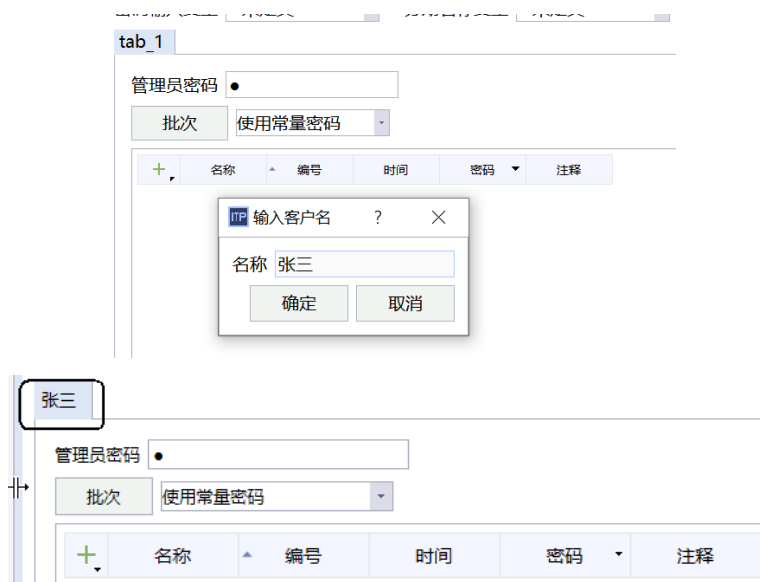 tab_1
管理员密码 ●
批次 使用常量密码
名称 编号 时间 密码 注释
ITP 输入客户名 ?
名称 张三
确定 取消
张三
管理员密码 ●
批次 使用常量密码
名称 编号 时间 密码 注释